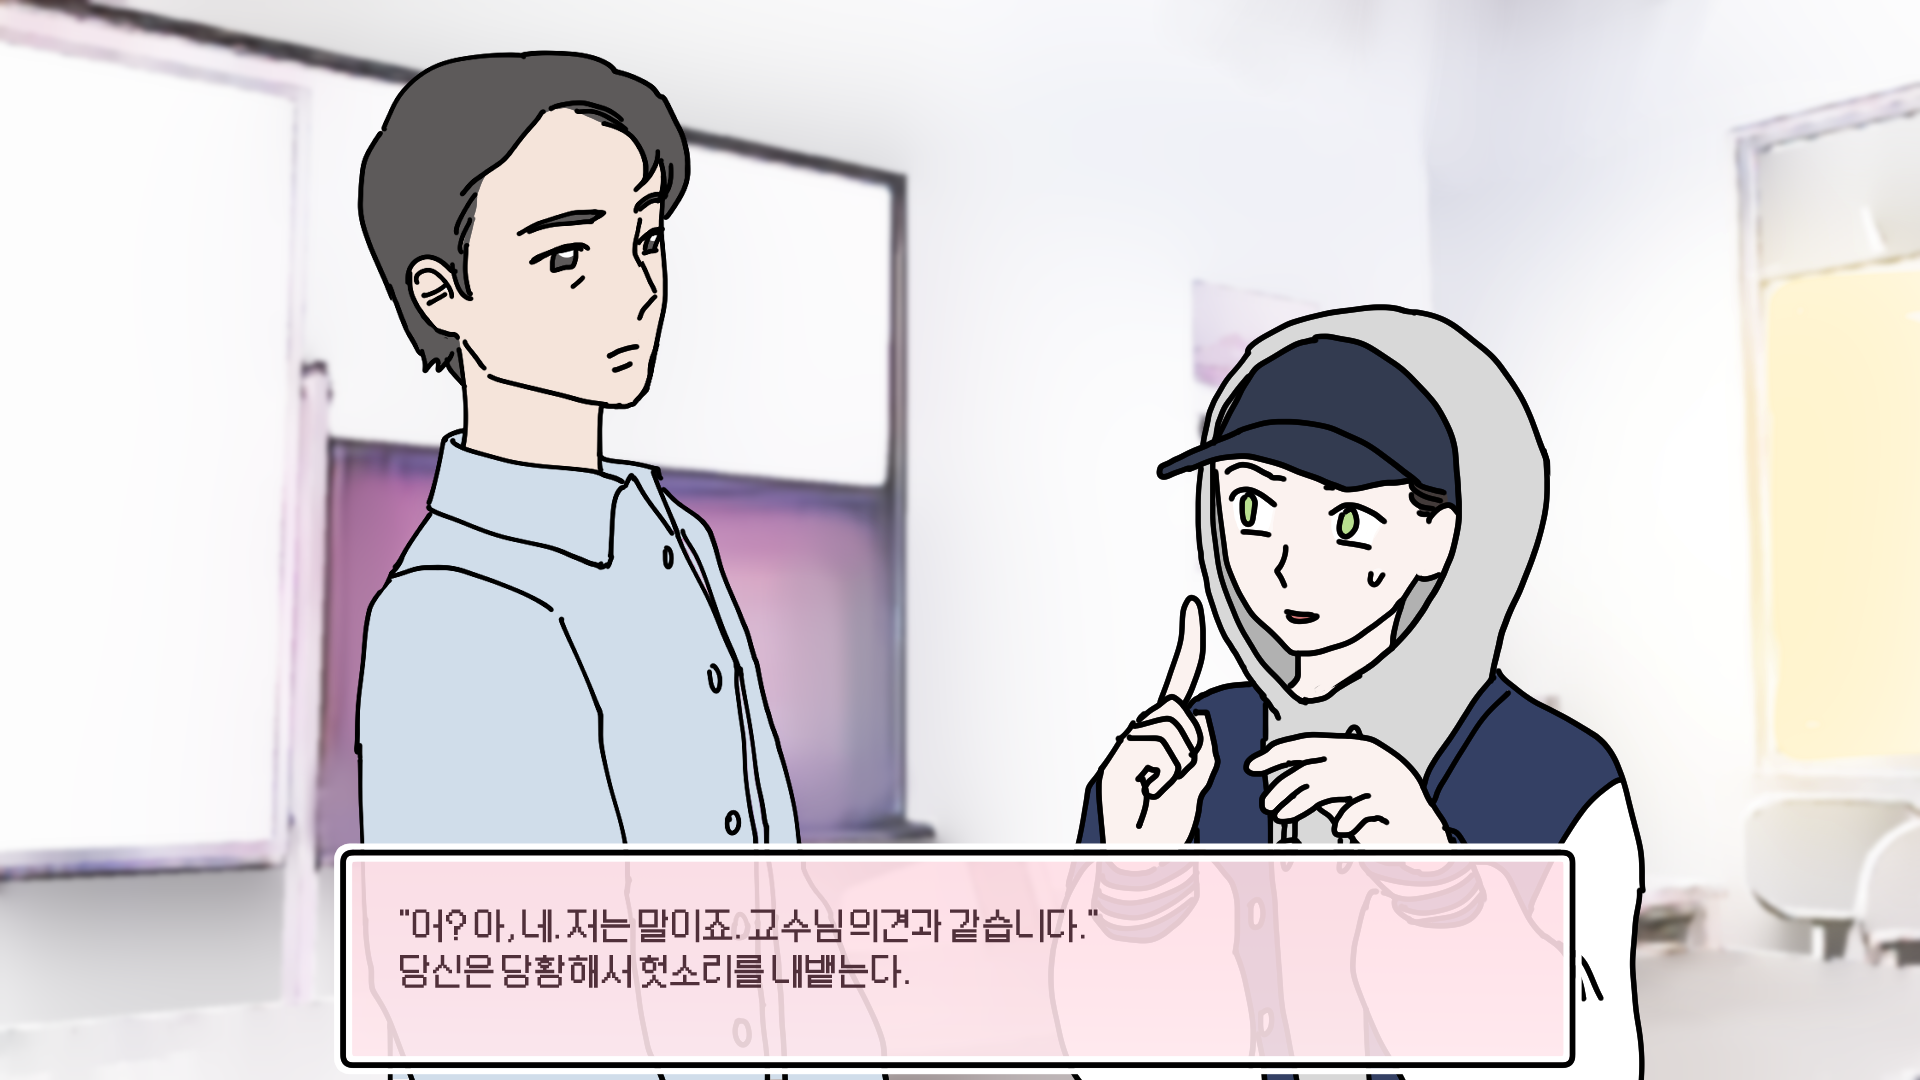 "어? 아, 네. 저는 말이죠. 교수님 의견과 같습니다."
당신은 당황해서 헛소리를 내뱉는다.